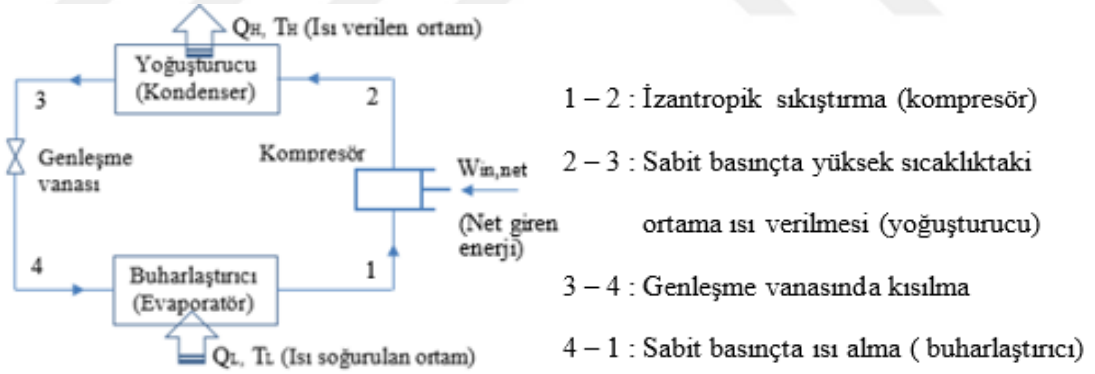 QH, TH (Isı verilen ortam)
Yoğuşturucu
(Kondenser)
3
2
Genleşme
vanası
Kompresör
Win,net
(Net giren
enerji)
4
1
Buharlaştırıcı
(Evaporatör)
QL, TL (Isı soğurulan ortam)
1 – 2 : İzantropik sıkıştırma (kompresör)
2 – 3 : Sabit basınçta yüksek sıcaklıktaki
ortama ısı verilmesi (yoğuşturucu)
3 – 4 : Genleşme vanasında kısılma
4 – 1 : Sabit basınçta ısı alma ( buharlaştırıcı)